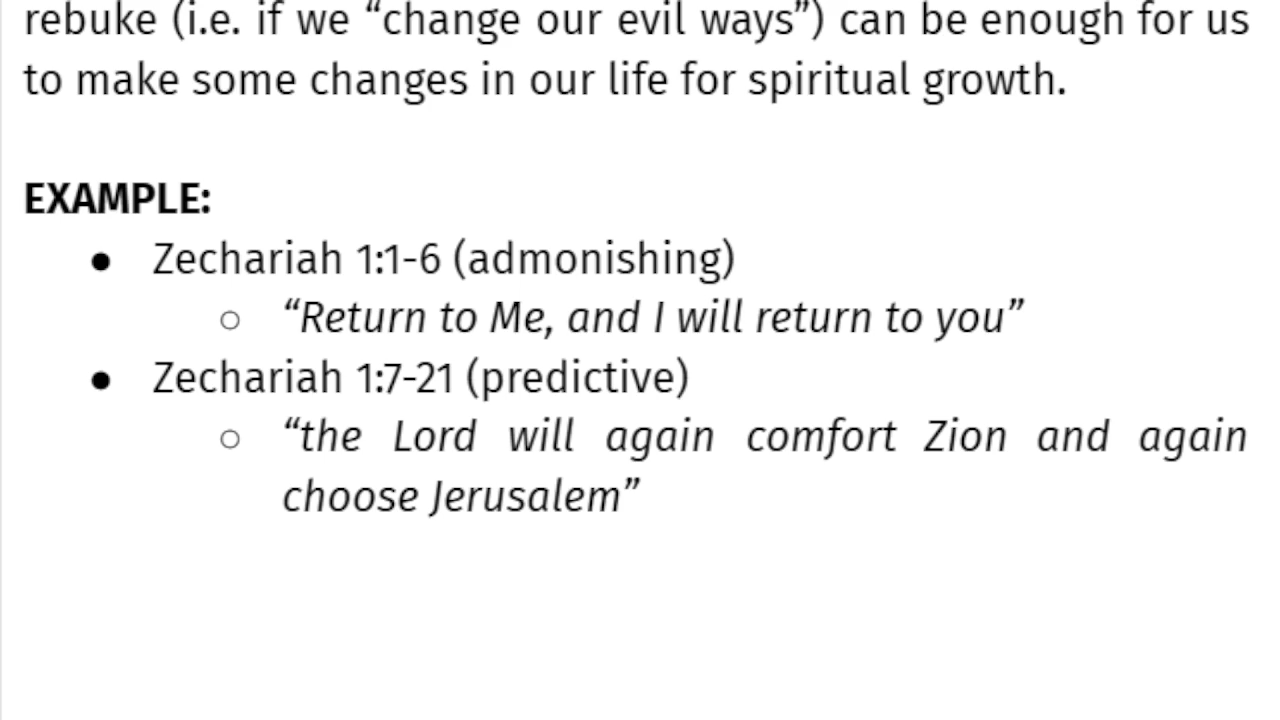 rebuke (i.e. if we “change our evil ways”) can be enough for us
to make some changes in our life for spiritual growth.
EXAMPLE:
● Zechariah 1:1-6 (admonishing)
○ “Return to Me, and I will return to you”
● Zechariah 1:7-21 (predictive)
○ “the Lord will again comfort Zion and again
choose Jerusalem”